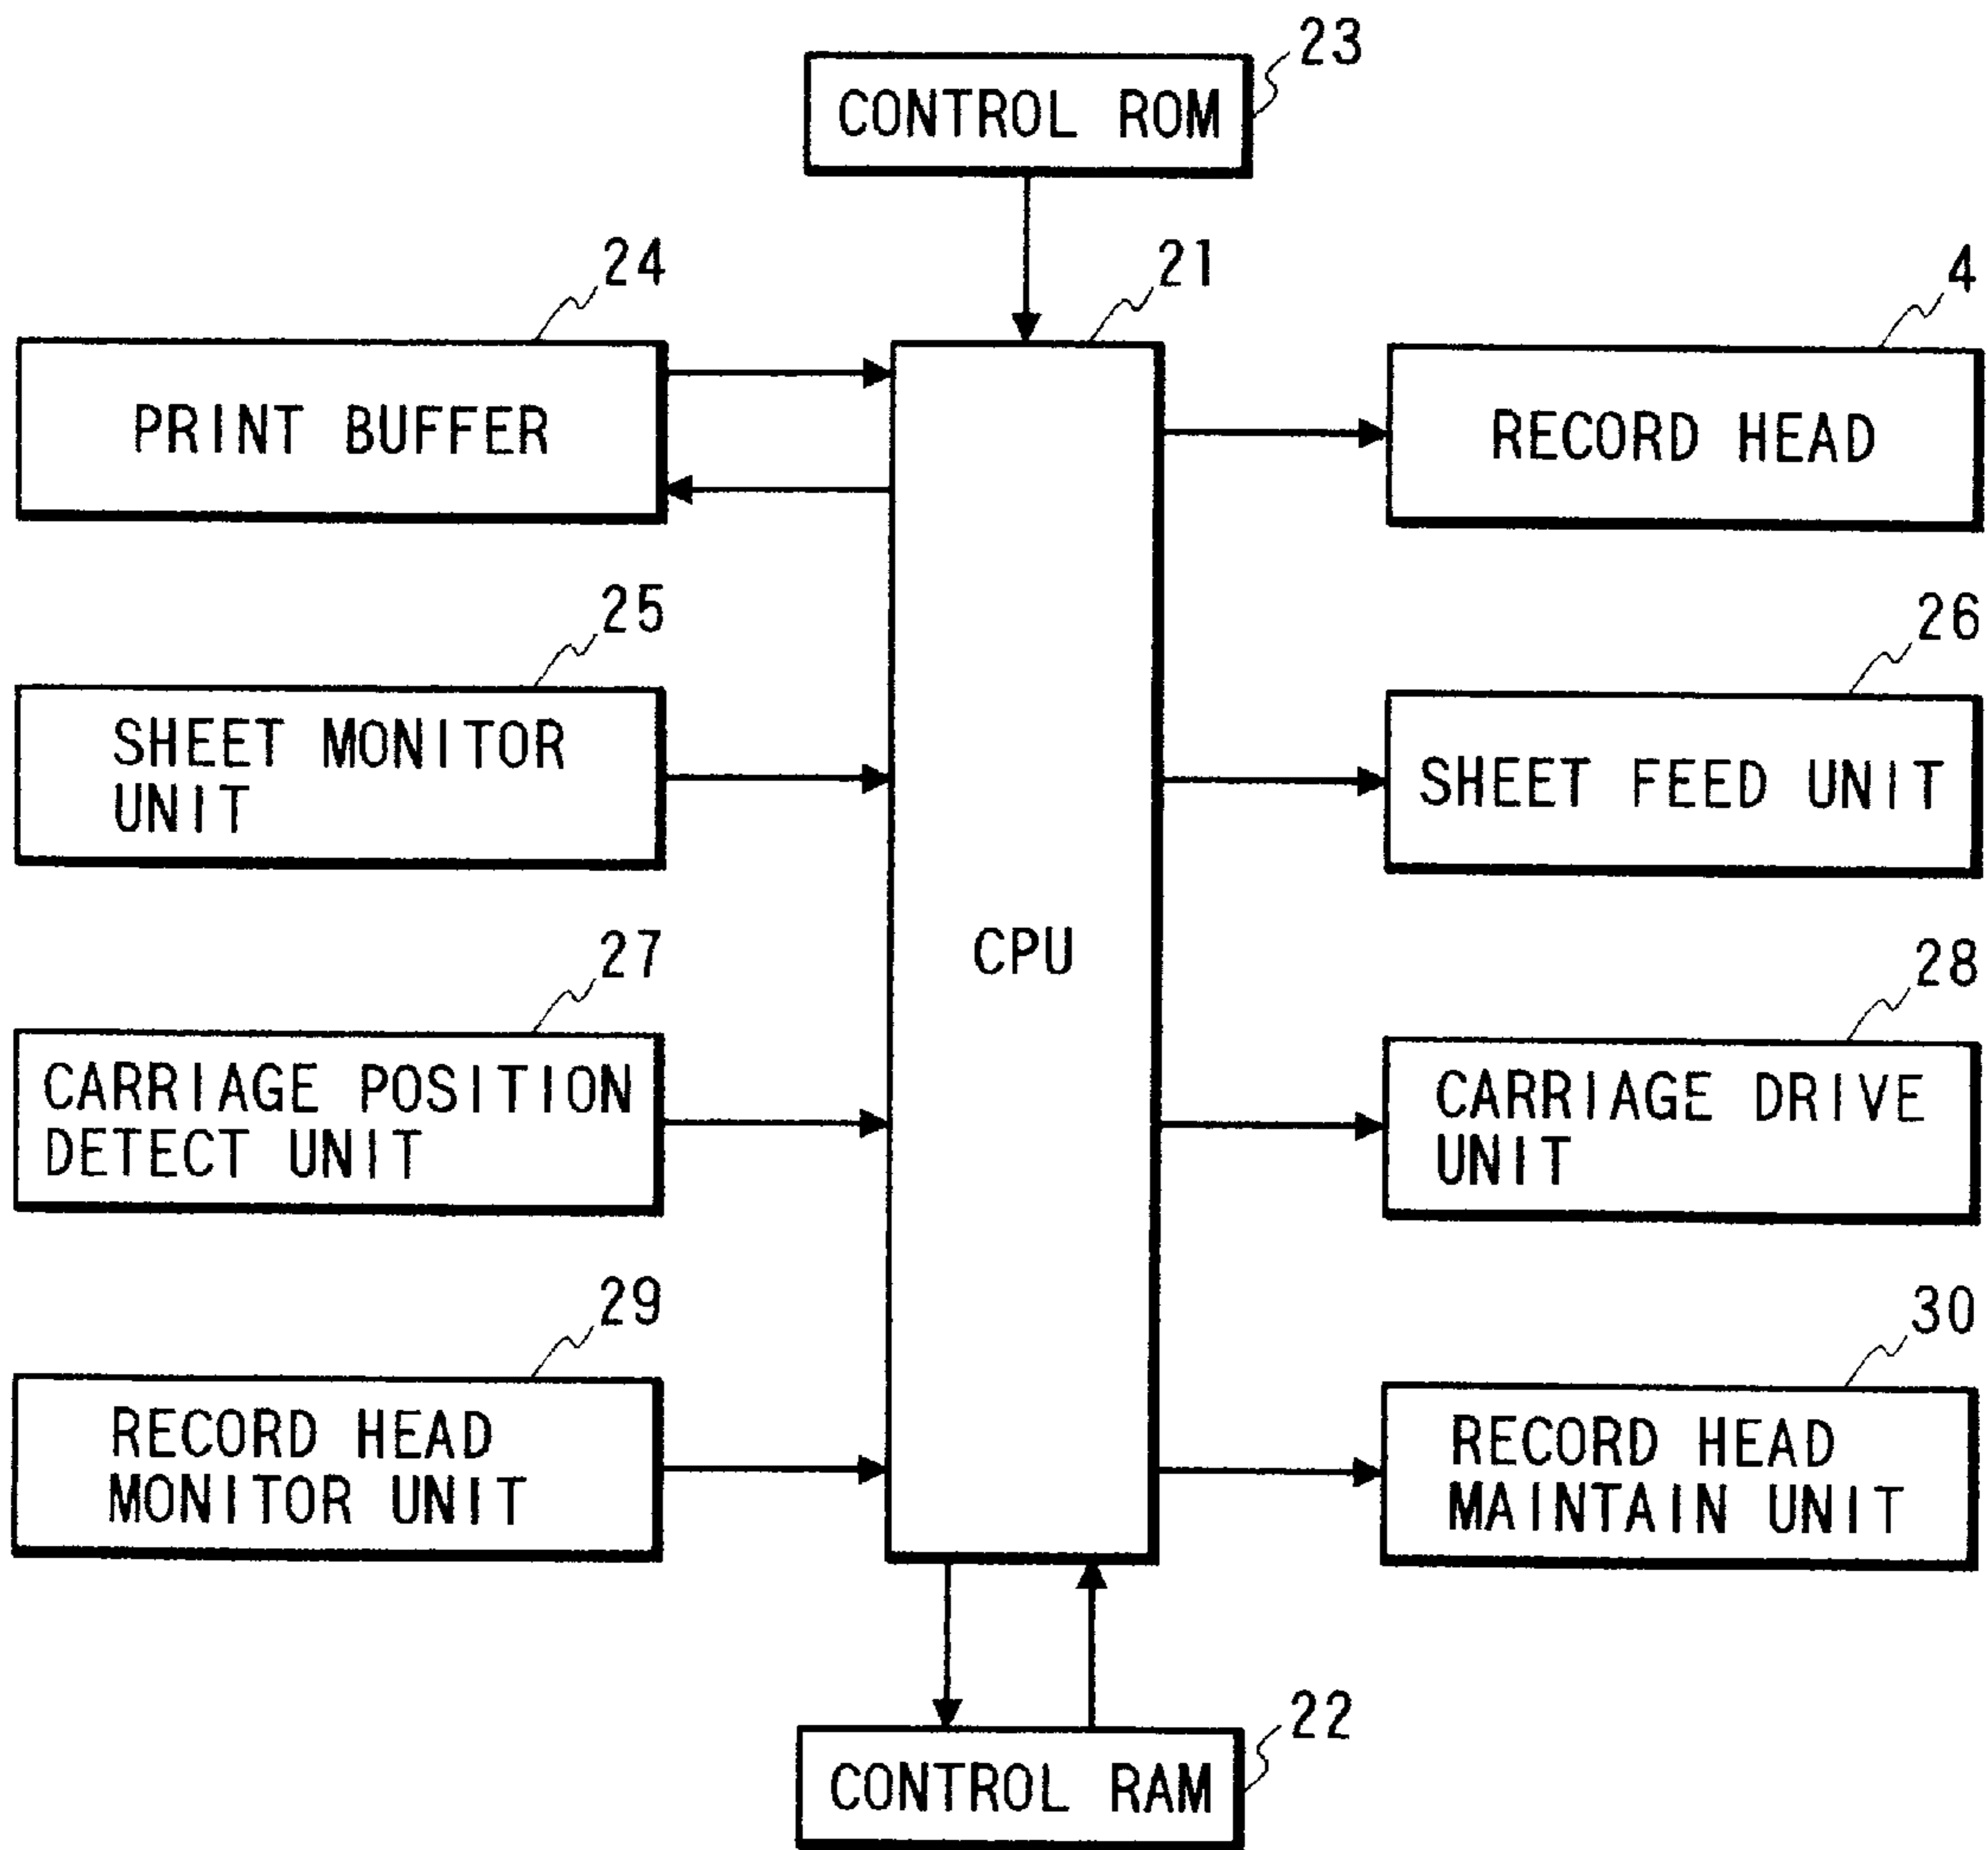 23
CONTROL ROM
24
21
4
PRINT BUFFER
RECORD HEAD
25
26
SHEET MONITOR
UNIT
SHEET FEED UNIT
CPU
27
28
CARRIAGE POSITION
DETECT UNIT
CARRIAGE DRIVE
UNIT
29
30
RECORD HEAD
MONITOR UNIT
RECORD HEAD
MAINTAIN UNIT
22
CONTROL RAM